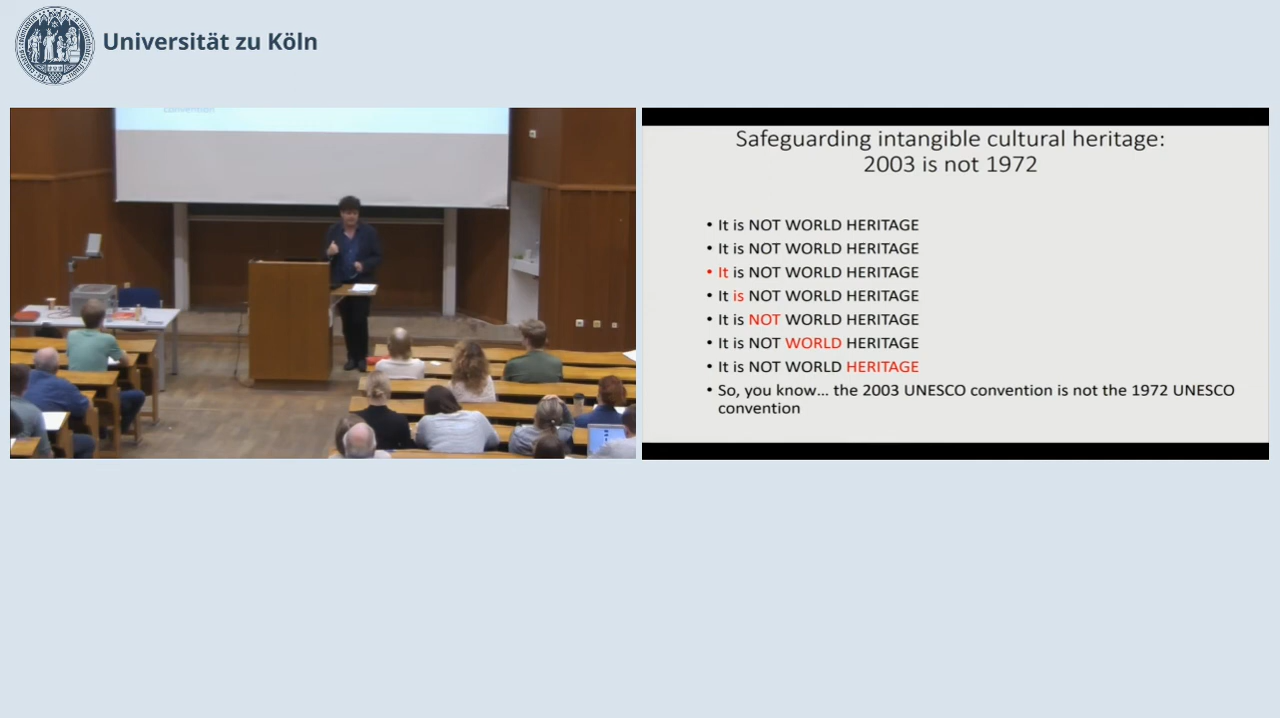 Universität zu Köln
convention
Safeguarding intangible cultural heritage:
2003 is not 1972
• It is NOT WORLD HERITAGE
• It is NOT WORLD HERITAGE
• It is NOT WORLD HERITAGE
• It is NOT WORLD HERITAGE
• It is NOT WORLD HERITAGE
• It is NOT WORLD HERITAGE
• It is NOT WORLD HERITAGE
• So, you know... the 2003 UNESCO convention is not the 1972 UNESCO
convention